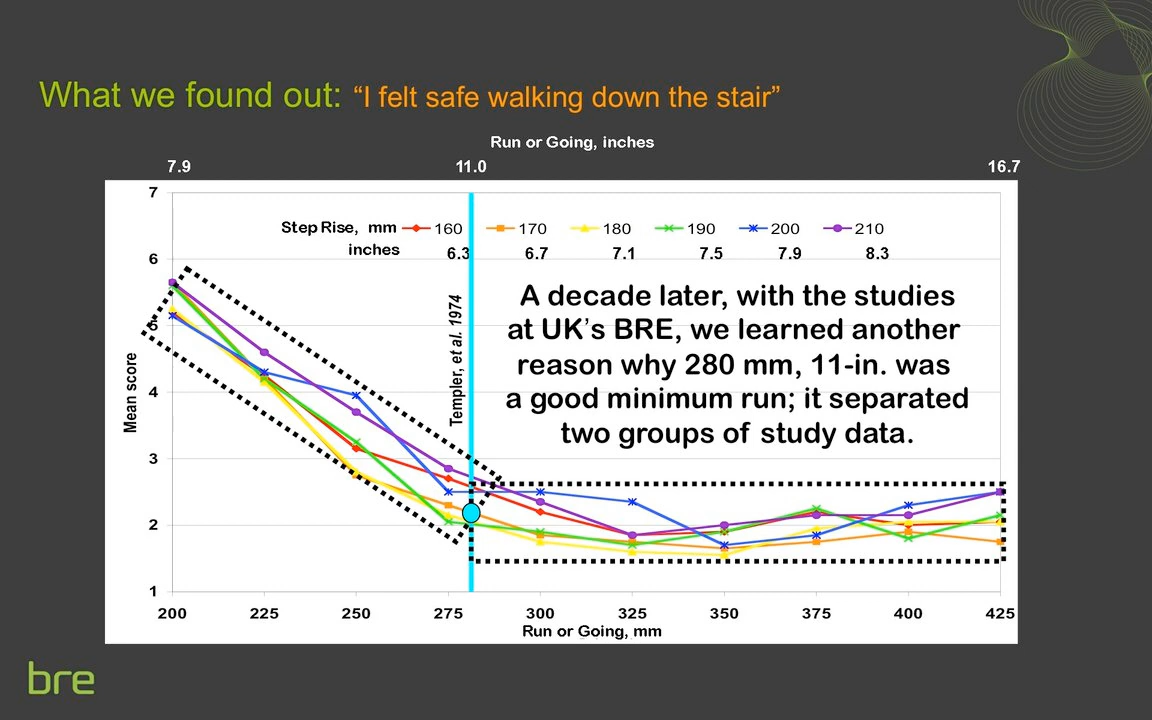 What we found out: “I felt safe walking down the stair”
Run or Going, inches
7.9 11.0 16.7
7
Step Rise, mm 160 170 180 190 200 210
inches 6.3 6.7 7.1 7.5 7.9 8.3
6
A decade later, with the studies
at UK’s BRE, we learned another
reason why 280 mm, 11-in. was
a good minimum run; it separated
two groups of study data.
Templer, et al. 1974
Mean score
5
4
3
2
1
200 225 250 275 300 325 350 375 400 425
Run or Going, mm
bre